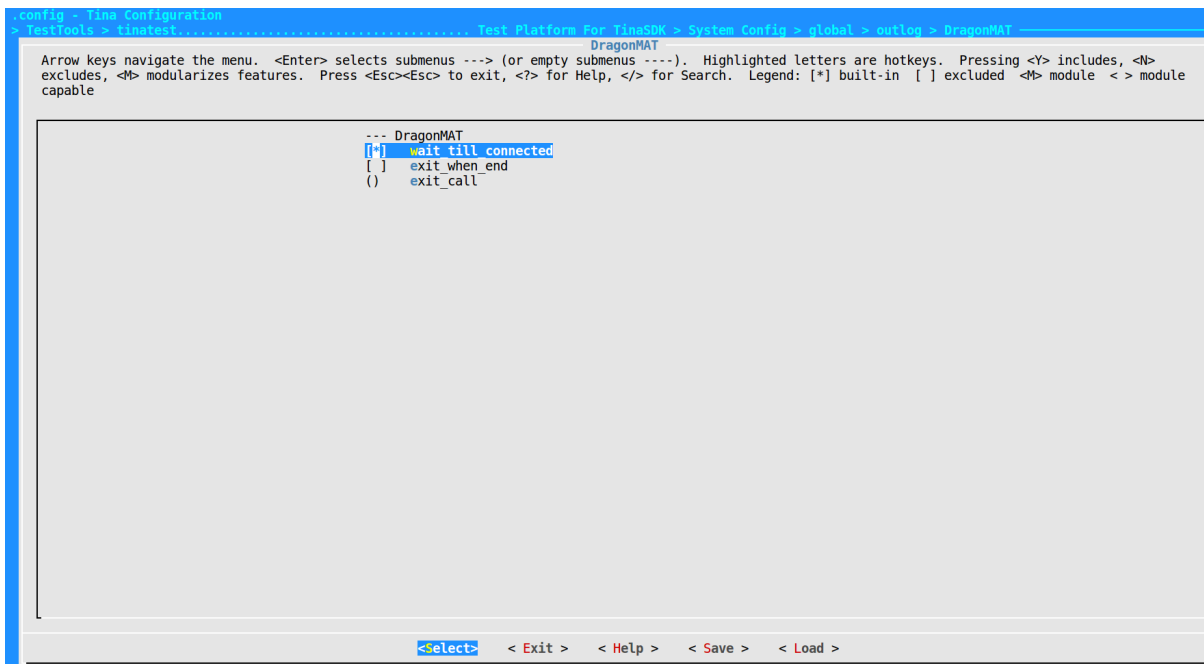 .config - Tina Configuration
> TestTools > tinatest....................................... Test Platform For TinaSDK > System Config > global > outlog > DragonMAT
DragonMAT
Arrow keys navigate the menu.  <Enter> selects submenus ---> (or empty submenus ----).  Highlighted letters are hotkeys.  Pressing <Y> includes, <N>
excludes, <M> modularizes features.  Press <Esc><Esc> to exit, <?> for Help, </> for Search.  Legend: [*] built-in  [ ] excluded  <M> module  < > module
capable
--- DragonMAT
[*]   wait_till_connected
[ ]   exit_when_end
()    exit_call
<Select>    < Exit >    < Help >    < Save >    < Load >